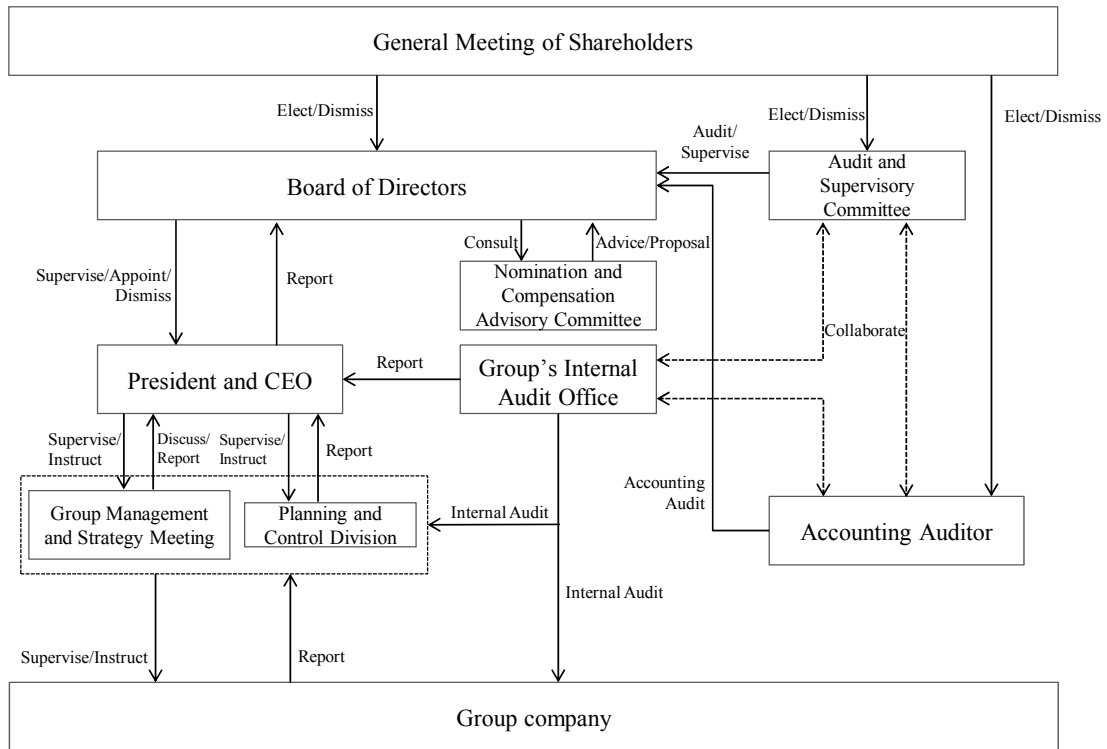 General Meeting of Shareholders
Elect/Dismiss
Elect/Dismiss
Elect/Dismiss
Audit/
Supervise
Board of Directors
Audit and
Supervisory
Committee
Consult
Advice/Proposal
Supervise/Appoint/
Dismiss
Report
Nomination and
Compensation
Advisory Committee
Collaborate
President and CEO
Report
Group’s Internal
Audit Office
Supervise/
Instruct
Discuss/
Report
Supervise/
Instruct
Report
Accounting
Audit
Group Management
and Strategy Meeting
Planning and
Control Division
Internal Audit
Accounting Auditor
Internal Audit
Supervise/Instruct
Report
Group company